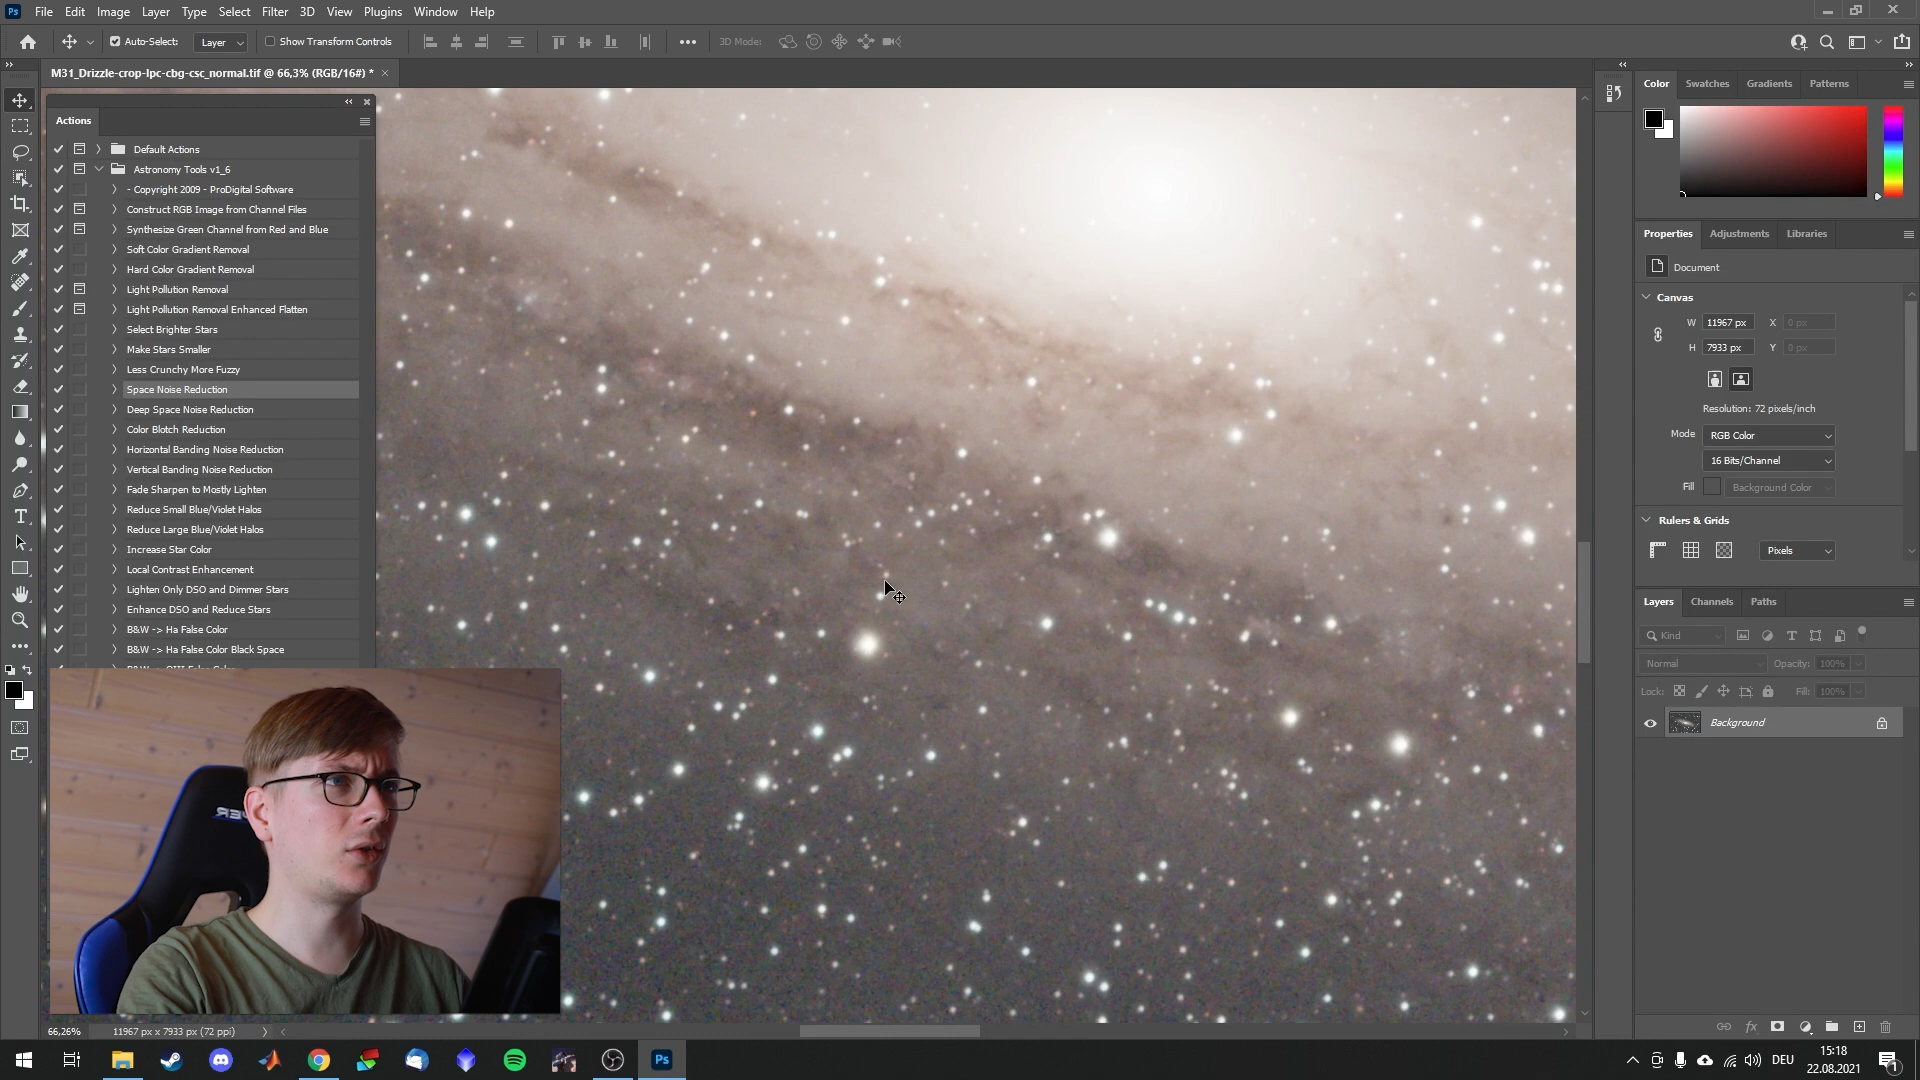 Ps File Edit Image Layer Type Select Filter 3D View Plugins Window Help
Auto-Select: Layer Show Transform Controls 3D Mode:
M31_Drizzle-crop-lpc-cbg-csc_normal.tif @ 66,3% (RGB/16#) *
Actions
Default Actions
Astronomy Tools v1_6
- Copyright 2009 - ProDigital Software
Construct RGB Image from Channel Files
Synthesize Green Channel from Red and Blue
Soft Color Gradient Removal
Hard Color Gradient Removal
Light Pollution Removal
Light Pollution Removal Enhanced Flatten
Select Brighter Stars
Make Stars Smaller
Less Crunchy More Fuzzy
Space Noise Reduction
Deep Space Noise Reduction
Color Blotch Reduction
Horizontal Banding Noise Reduction
Vertical Banding Noise Reduction
Fade Sharpen to Mostly Lighten
Reduce Small Blue/Violet Halos
Reduce Large Blue/Violet Halos
Increase Star Color
Local Contrast Enhancement
Lighten Only DSO and Dimmer Stars
Enhance DSO and Reduce Stars
B&W -> Ha False Color
B&W -> Ha False Color Black Space
Color Swatches Gradients Patterns
Properties Adjustments Libraries
Document
Canvas
W 11967 px X 0 px
H 7933 px Y 0 px
Resolution: 72 pixels/inch
Mode RGB Color
16 Bits/Channel
Fill Background Color
Rulers & Grids
Pixels
Layers Channels Paths
Kind
Normal Opacity: 100%
Lock: Fill: 100%
Background
66,26% 11967 px x 7933 px (72 ppi)
Ps
DEU
15:18
22.08.2021
1